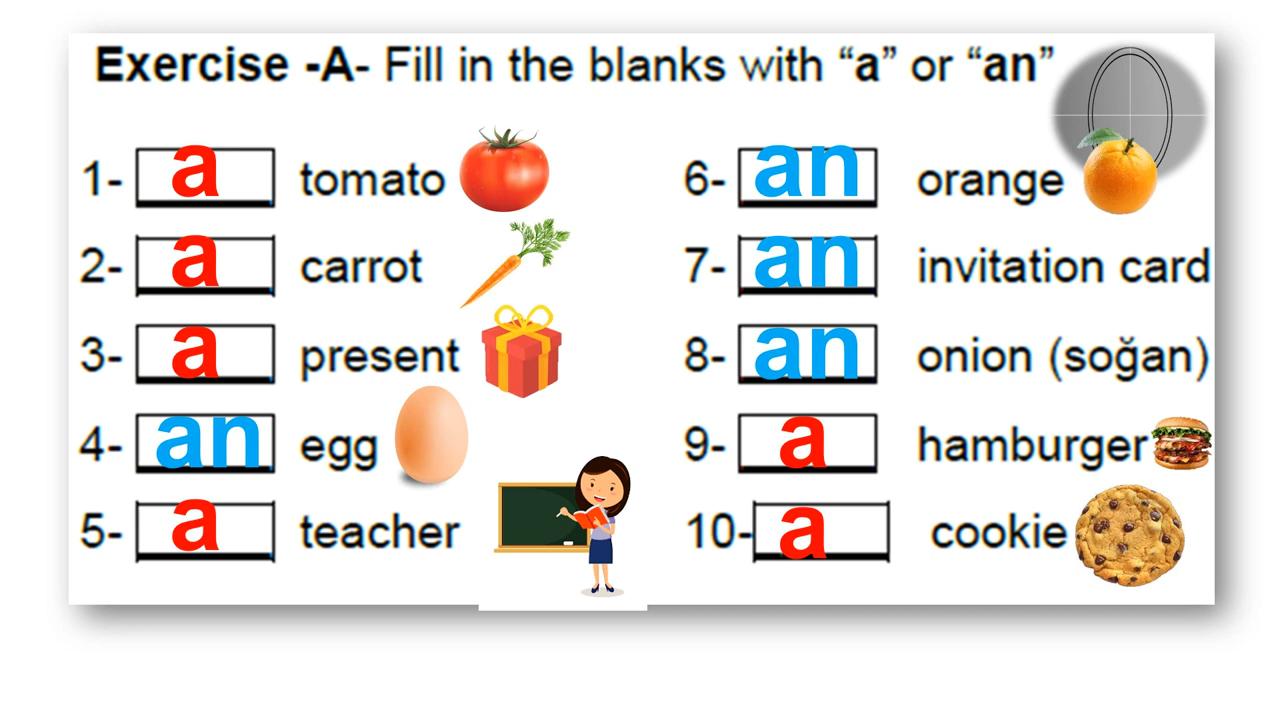 Exercise -A- Fill in the blanks with “a” or “an”
1- a tomato
2- a carrot
3- a present
4- an egg
5- a teacher
6- an orange
7- an invitation card
8- an onion (soğan)
9- a hamburger
10- a cookie